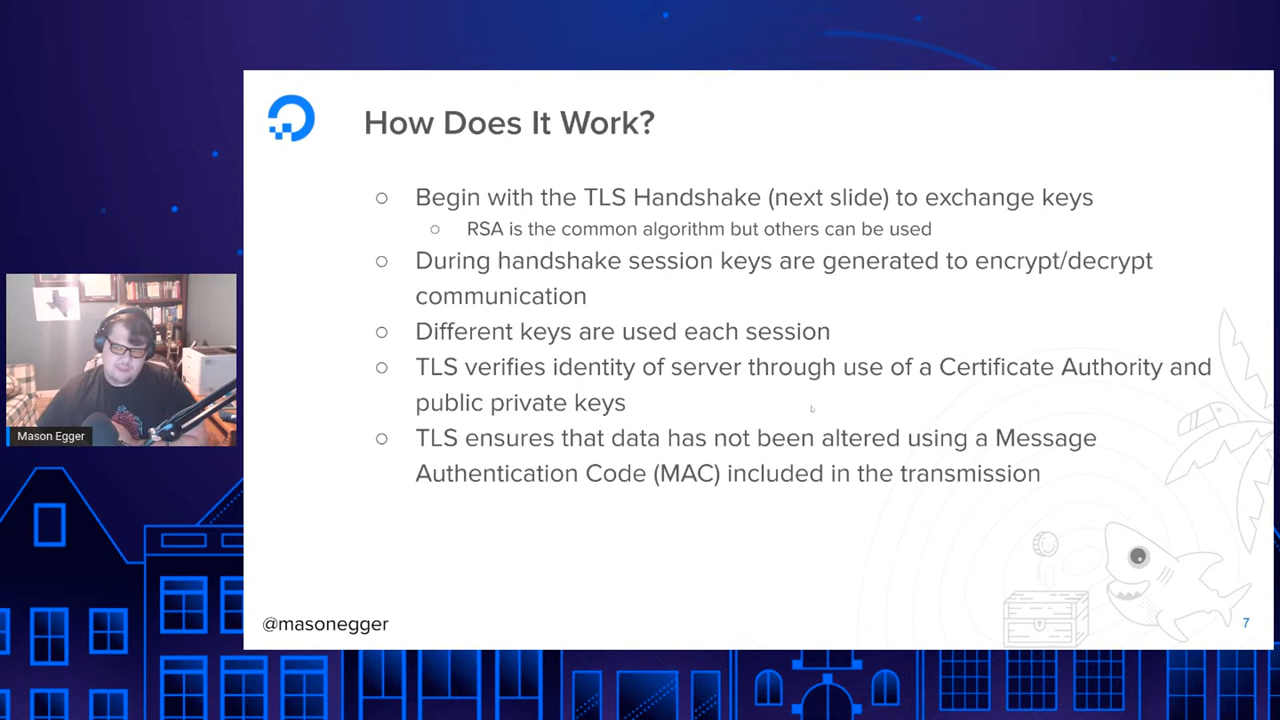 How Does It Work?
○ Begin with the TLS Handshake (next slide) to exchange keys
○ RSA is the common algorithm but others can be used
○ During handshake session keys are generated to encrypt/decrypt
communication
○ Different keys are used each session
○ TLS verifies identity of server through use of a Certificate Authority and
public private keys
○ TLS ensures that data has not been altered using a Message
Authentication Code (MAC) included in the transmission
Mason Egger
@masonegger
7